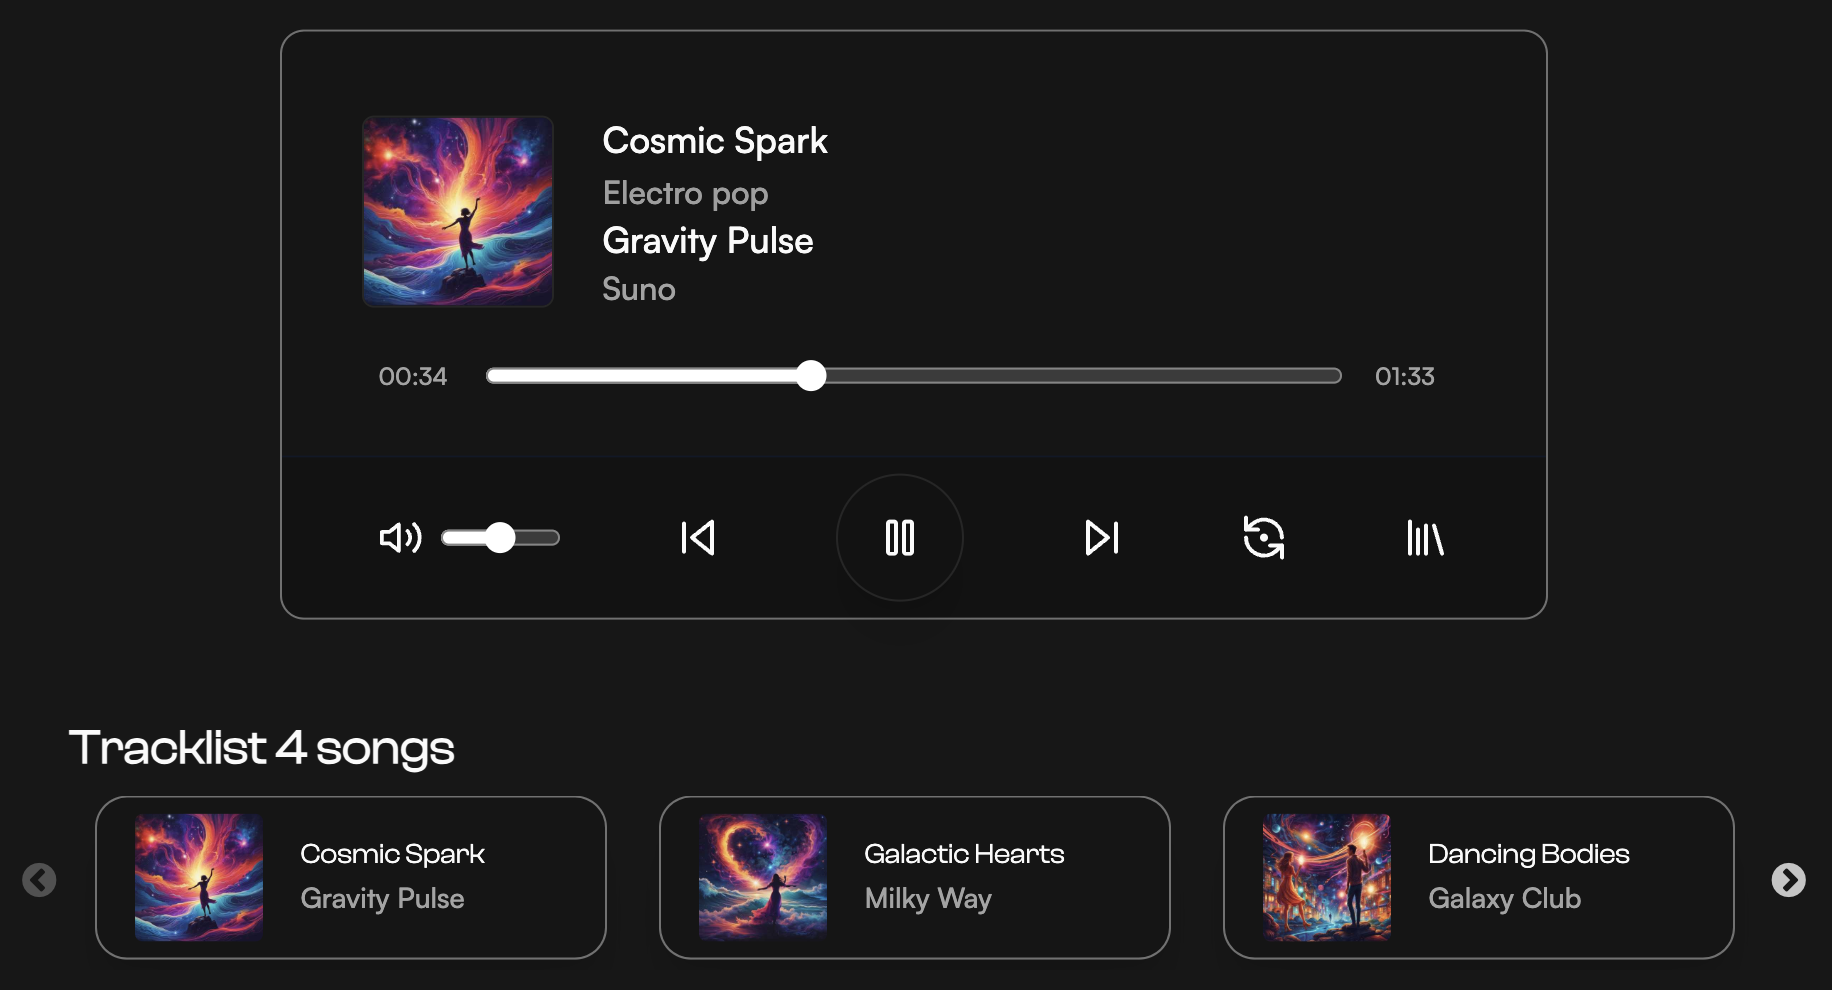 Cosmic Spark
Electro pop
Gravity Pulse
Suno
00:34
01:33
Tracklist 4 songs
Cosmic Spark
Gravity Pulse
Galactic Hearts
Milky Way
Dancing Bodies
Galaxy Club